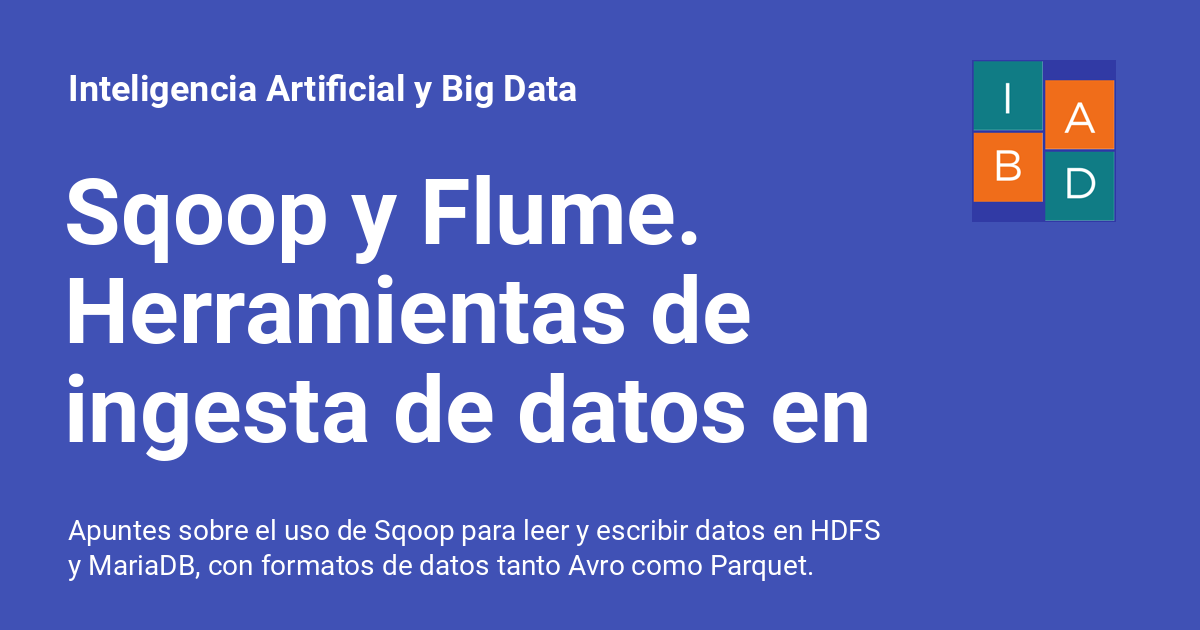 Inteligencia Artificial y Big Data
I
A
B
D
Sqoop y Flume.
Herramientas de
ingesta de datos en
Apuntes sobre el uso de Sqoop para leer y escribir datos en HDFS
y MariaDB, con formatos de datos tanto Avro como Parquet.